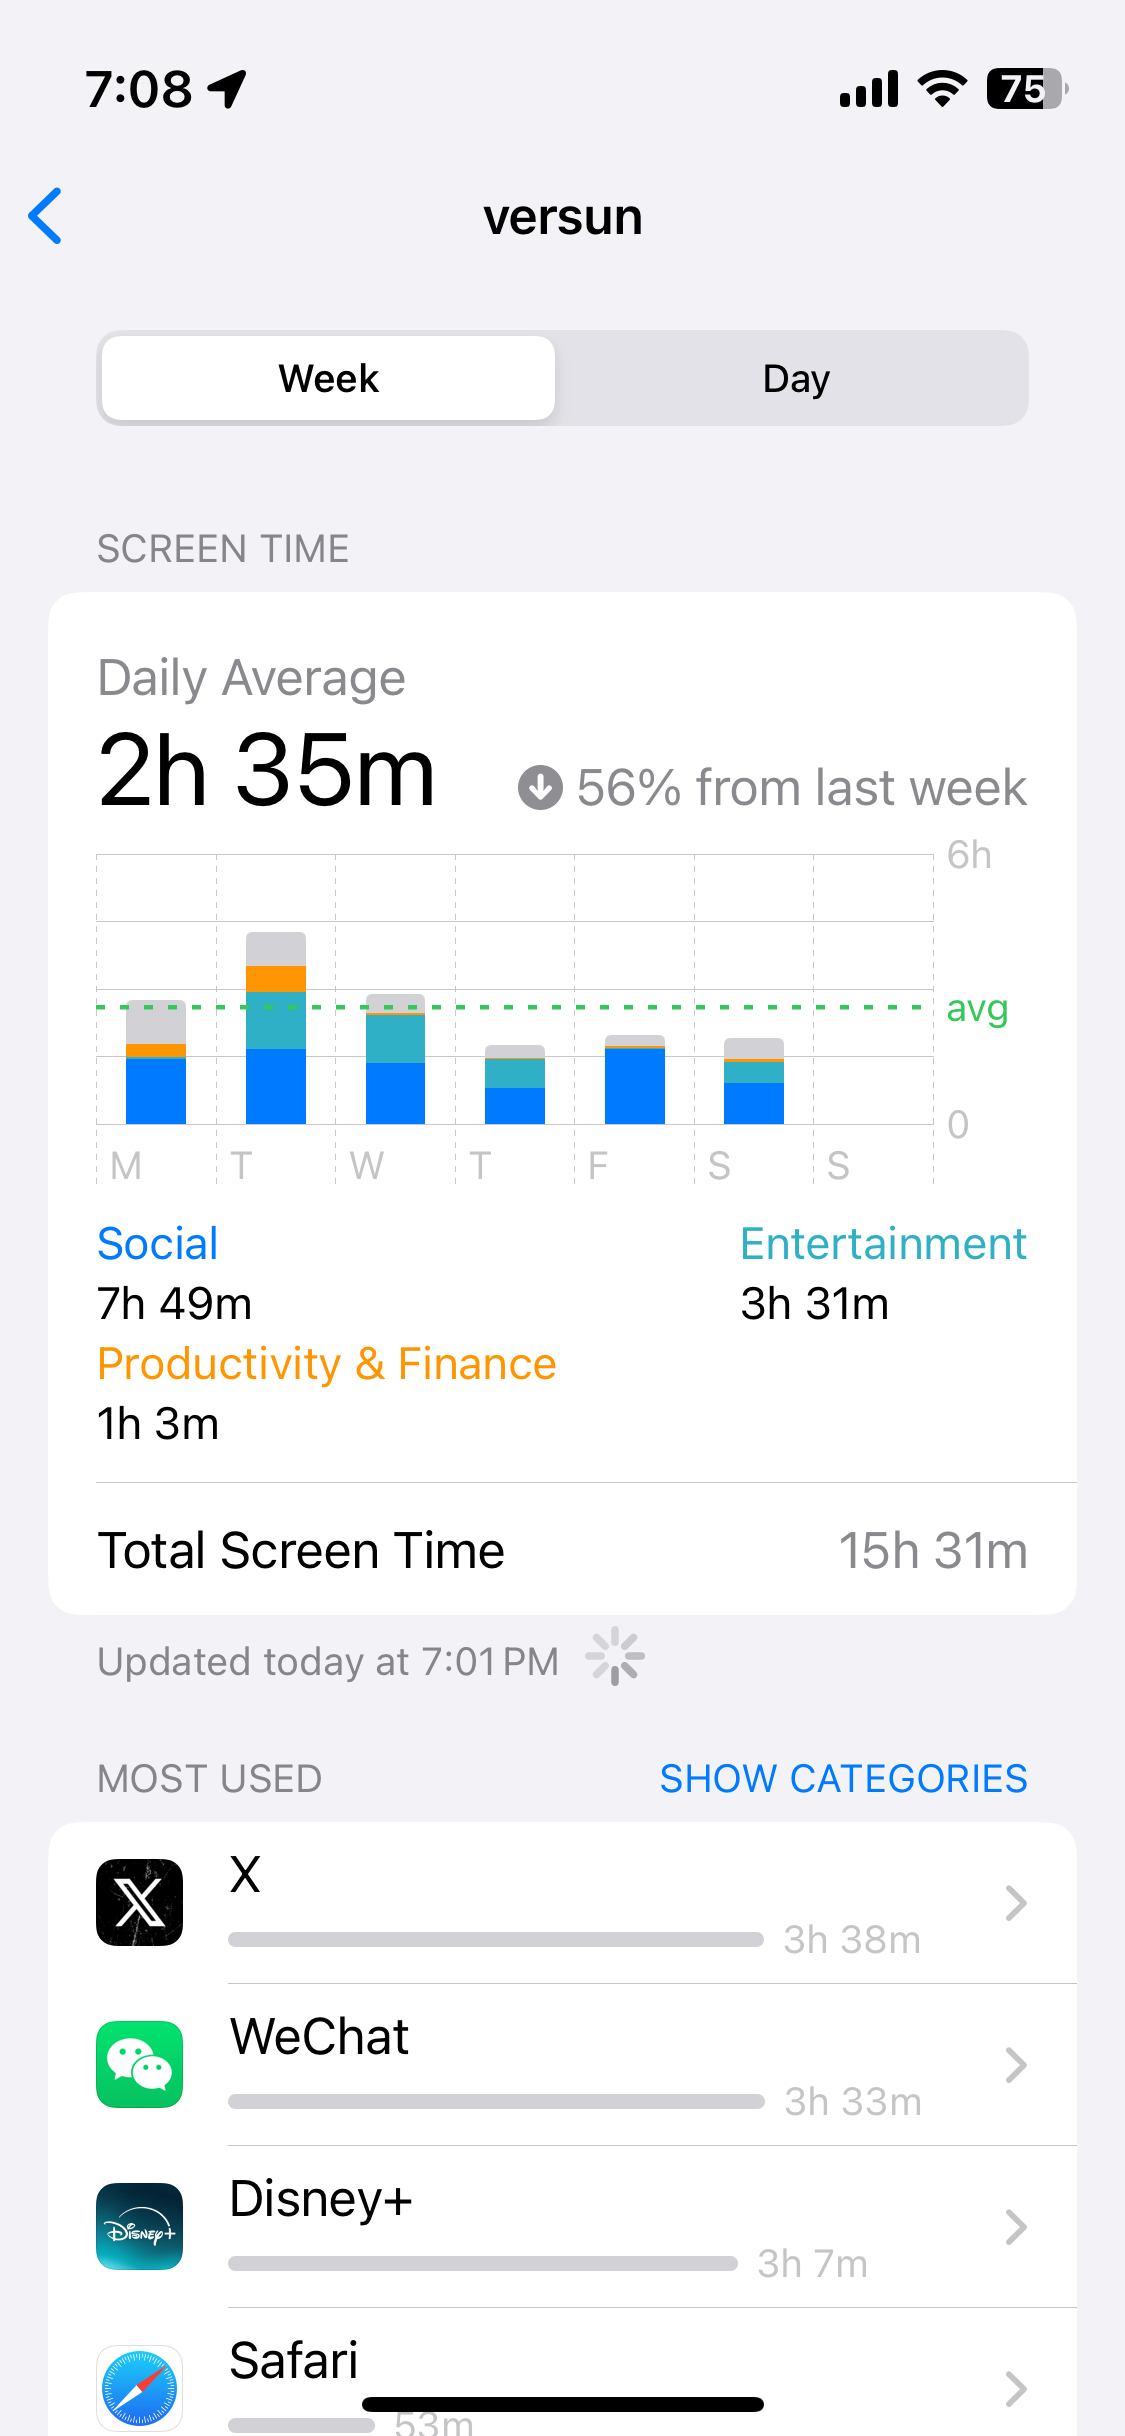 7:08
75
versun
Week
Day
SCREEN TIME
Daily Average
2h 35m
56% from last week
6h
avg
0
M T W T F S S
Social
Entertainment
7h 49m
3h 31m
Productivity & Finance
1h 3m
Total Screen Time
15h 31m
Updated today at 7:01 PM
MOST USED
SHOW CATEGORIES
X
3h 38m
WeChat
3h 33m
Disney+
Disney+
3h 7m
Safari
53m